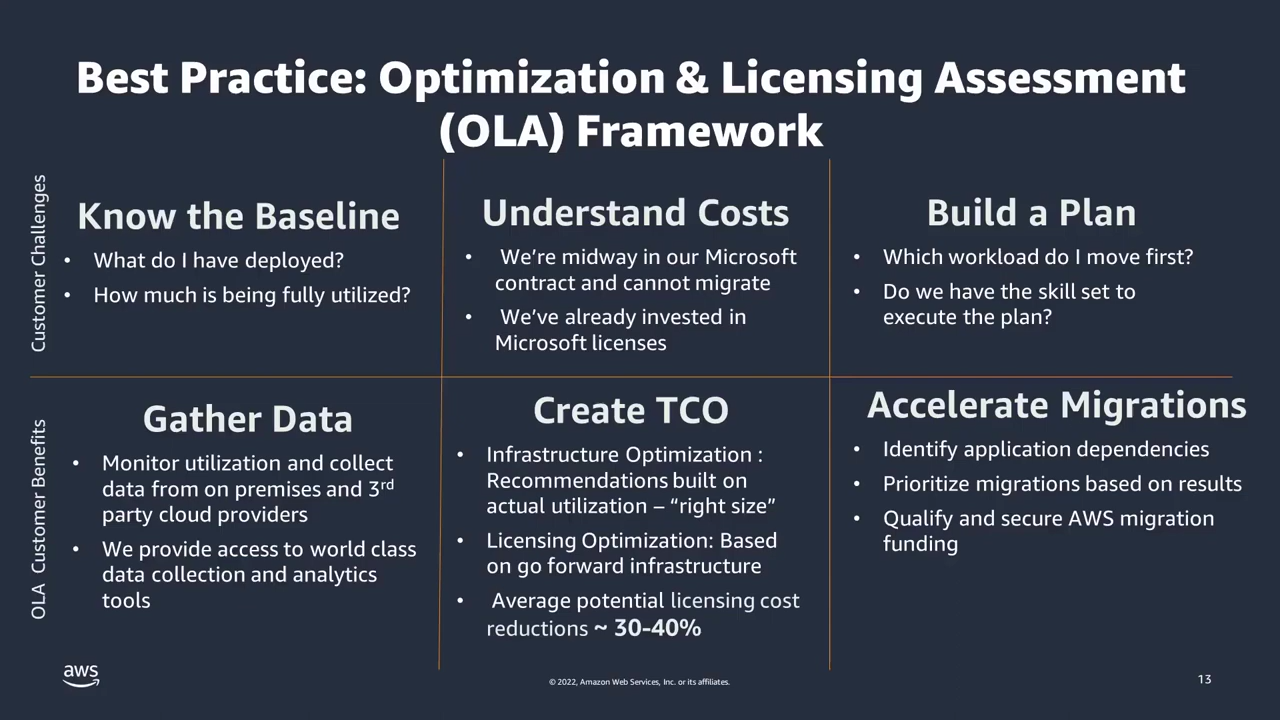 Best Practice: Optimization & Licensing Assessment
(OLA) Framework
Customer Challenges
Know the Baseline
• What do I have deployed?
• How much is being fully utilized?
Understand Costs
• We’re midway in our Microsoft
contract and cannot migrate
• We’ve already invested in
Microsoft licenses
Build a Plan
• Which workload do I move first?
• Do we have the skill set to
execute the plan?
OLA Customer Benefits
Gather Data
• Monitor utilization and collect
data from on premises and 3rd
party cloud providers
• We provide access to world class
data collection and analytics
tools
Create TCO
• Infrastructure Optimization :
Recommendations built on
actual utilization – “right size”
• Licensing Optimization: Based
on go forward infrastructure
• Average potential licensing cost
reductions ~ 30-40%
Accelerate Migrations
• Identify application dependencies
• Prioritize migrations based on results
• Qualify and secure AWS migration
funding
aws
© 2022, Amazon Web Services, Inc. or its affiliates.
13